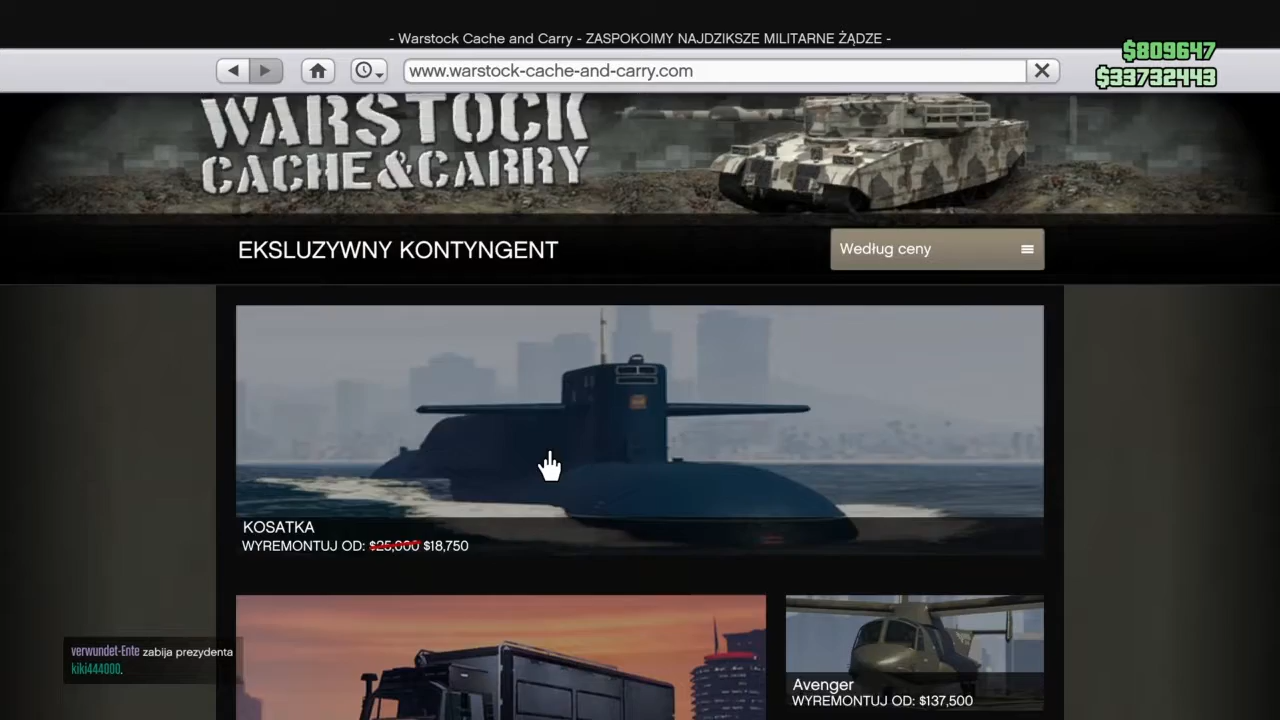 - Warstock Cache and Carry - ZASPOKOIMY NAJDZIKSZE MILITARNE ŻĄDZE -
$809647
$33732443
www.warstock-cache-and-carry.com
WARSTOCK
CACHE&CARRY
EKSLUZYWNY KONTYNGENT
Według ceny
KOSATKA
WYREMONTUJ OD: $25,000 $18,750
Avenger
WYREMONTUJ OD: $137,500
verwundet-Ente zabija prezydenta
kiki444000.